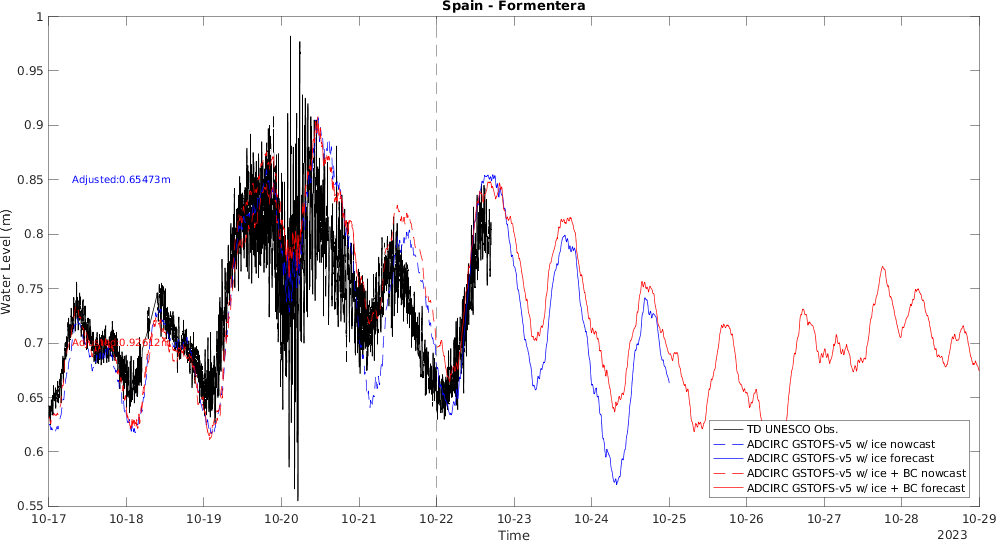 Spain - Formentera
Water Level (m)
1
0.95
0.9
0.85
0.8
0.75
0.7
0.65
0.6
0.55
Adjusted:0.65473m
Adjusted:0.92612m
TD UNESCO Obs.
ADCIRC GSTOFS-v5 w/ ice nowcast
ADCIRC GSTOFS-v5 w/ ice forecast
ADCIRC GSTOFS-v5 w/ ice + BC nowcast
ADCIRC GSTOFS-v5 w/ ice + BC forecast
10-17 10-18 10-19 10-20 10-21 10-22 10-23 10-24 10-25 10-26 10-27 10-28 10-29
Time
2023